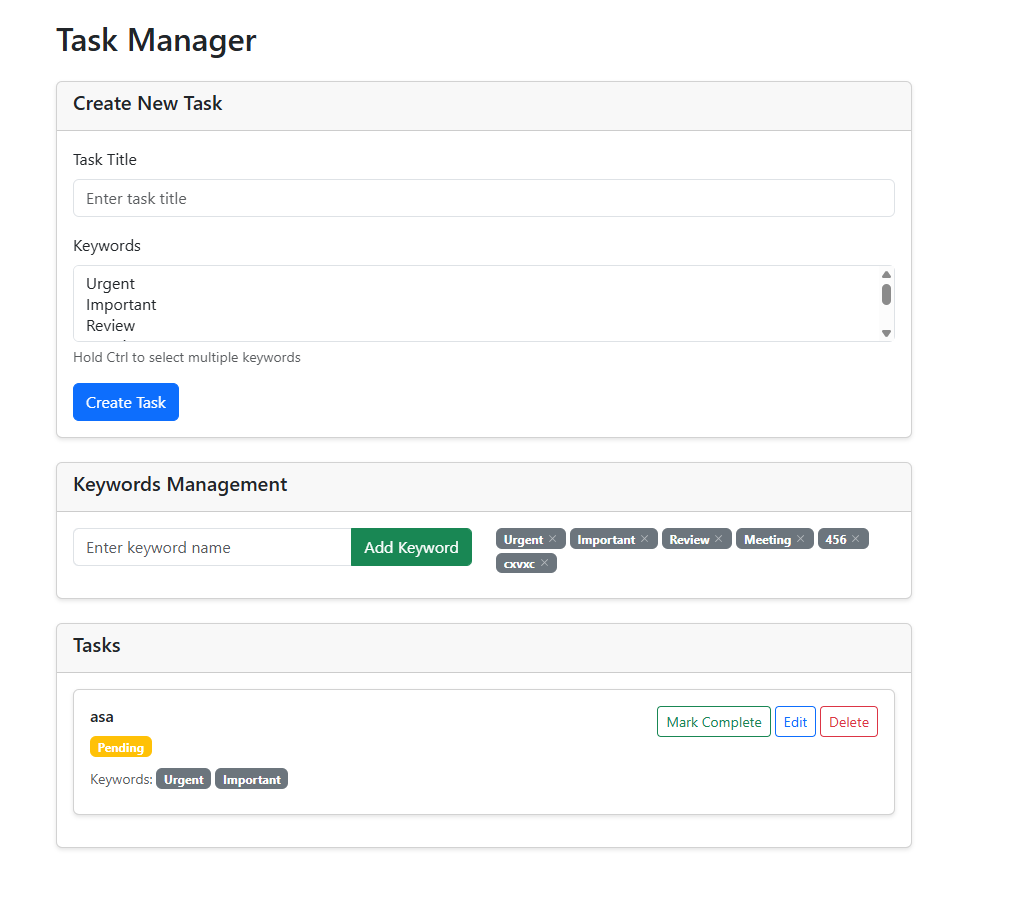 Task Manager
Create New Task
Task Title
Enter task title
Keywords
Urgent
Important
Review
Hold Ctrl to select multiple keywords
Create Task
Keywords Management
Enter keyword name Add Keyword Urgent × Important × Review × Meeting × 456 ×
cxvxc ×
Tasks
asa Mark Complete Edit Delete
Pending
Keywords: Urgent Important